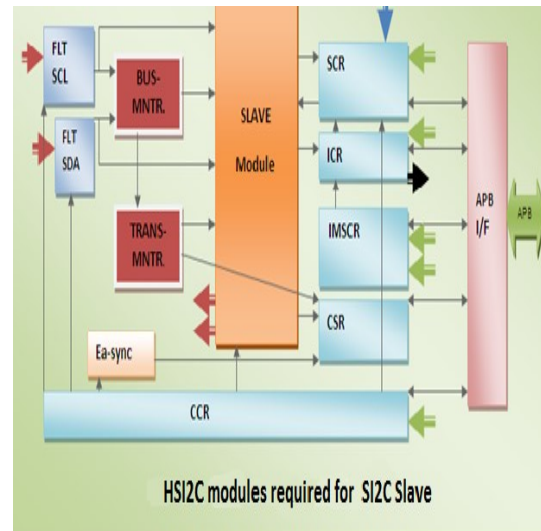 FLT
SCL
BUS-
MNTR.
FLT
SDA
TRANS-
MNTR.
Ea-sync
SLAVE
Module
SCR
ICR
IMSCR
CSR
CCR
APB
I/F
APB
HSI2C modules required for SI2C Slave